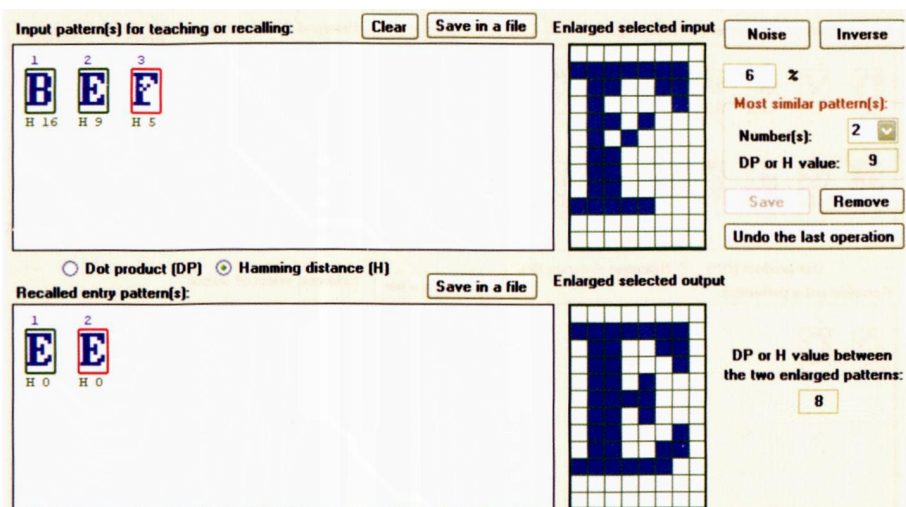 Input pattern(s) for teaching or recalling:
Clear
Save in a file
Enlarged selected input
Noise
Inverse
1 2 3
B E F
H 16 H 9 H 5
6 %
Most similar pattern(s):
Number(s): 2
DP or H value: 9
Save
Remove
Undo the last operation
Dot product (DP) Hamming distance (H)
Recalled entry pattern(s):
Save in a file
Enlarged selected output
1 2
E E
H 0 H 0
DP or H value between
the two enlarged patterns:
8